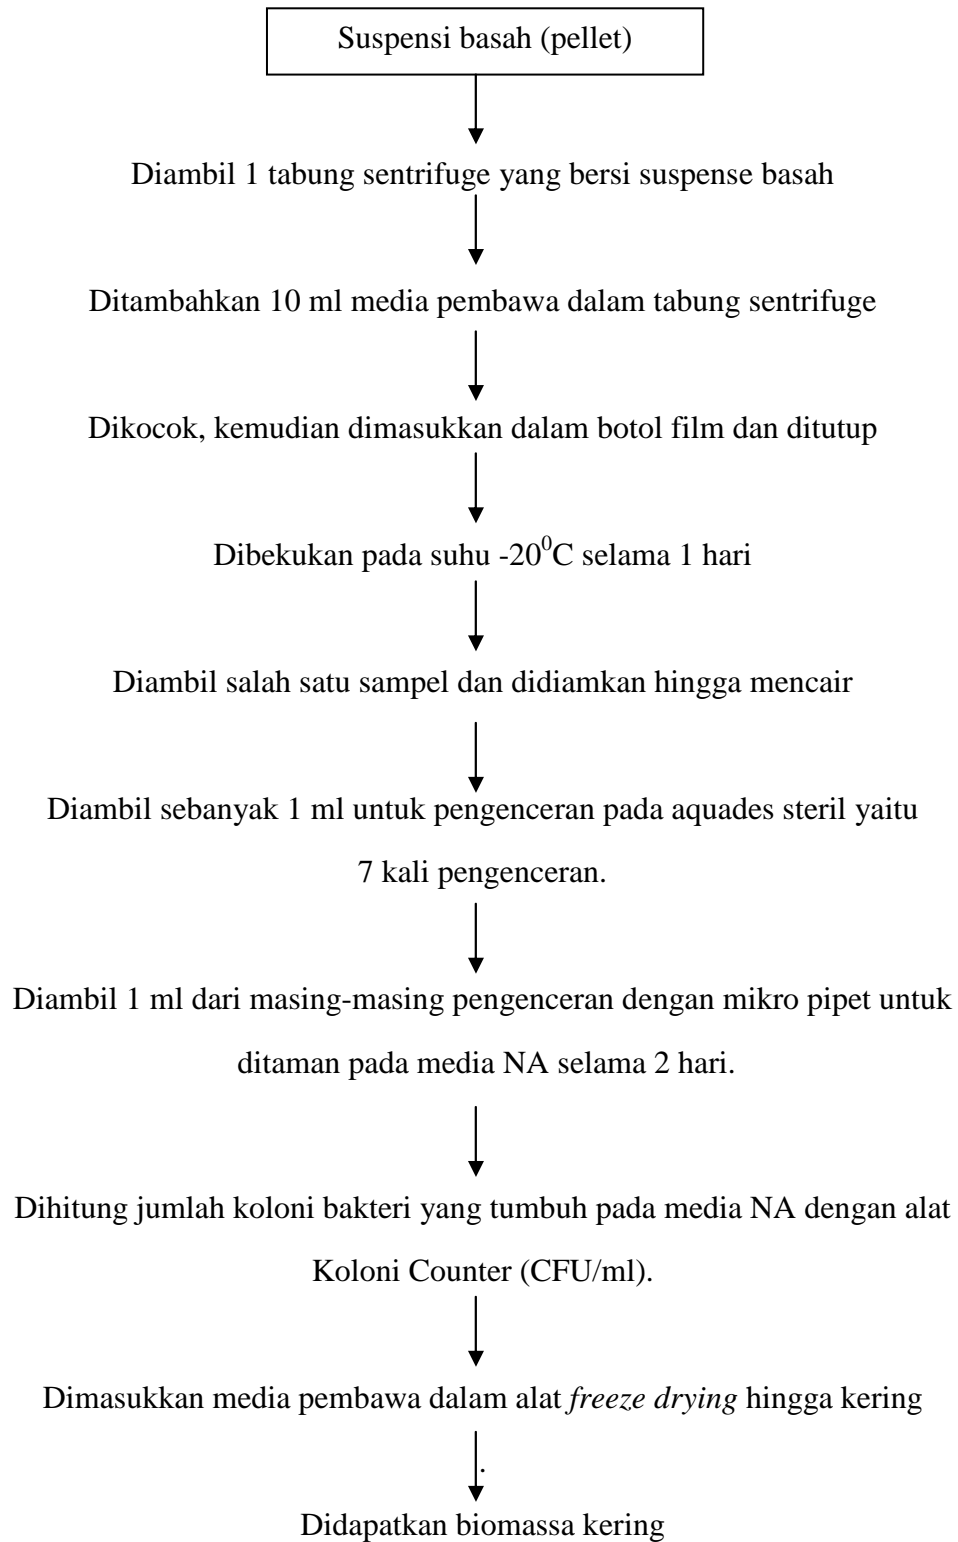 Suspensi basah (pellet)
Diambil 1 tabung sentrifuge yang bersi suspense basah
Ditambahkan 10 ml media pembawa dalam tabung sentrifuge
Dikocok, kemudian dimasukkan dalam botol film dan ditutup
Dibekukan pada suhu -20⁰C selama 1 hari
Diambil salah satu sampel dan didiamkan hingga mencair
Diambil sebanyak 1 ml untuk pengenceran pada aquades steril yaitu
7 kali pengenceran.
Diambil 1 ml dari masing-masing pengenceran dengan mikro pipet untuk
ditaman pada media NA selama 2 hari.
Dihitung jumlah koloni bakteri yang tumbuh pada media NA dengan alat
Koloni Counter (CFU/ml).
Dimasukkan media pembawa dalam alat freeze drying hingga kering
.
Didapatkan biomassa kering